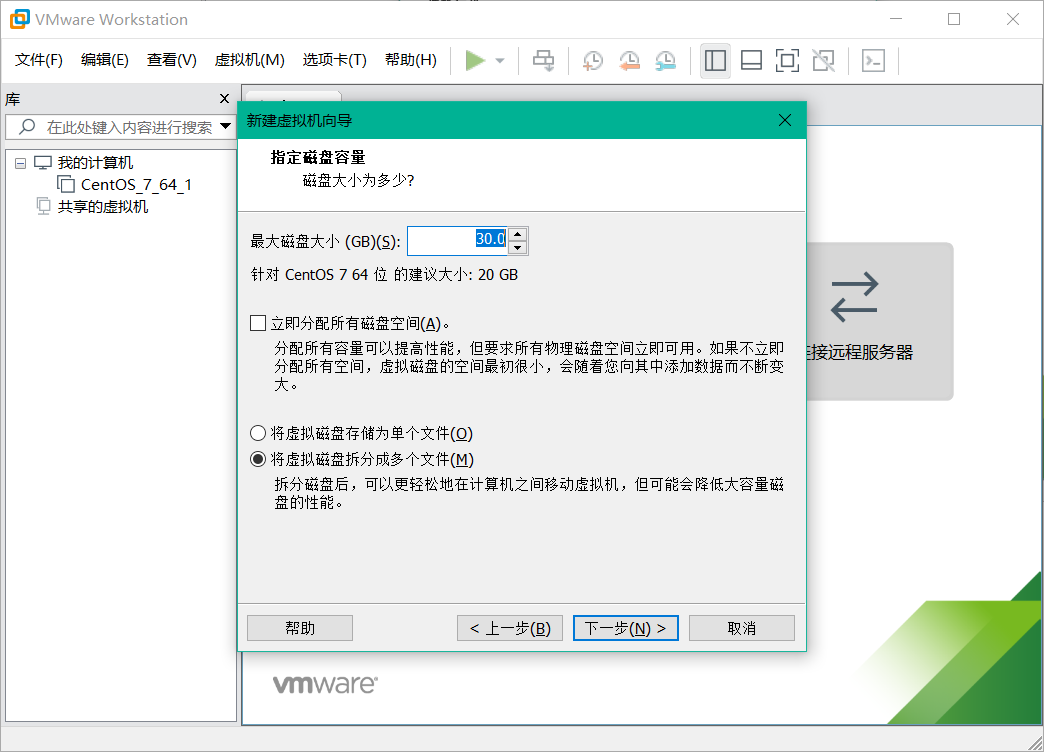 VMware Workstation
文件(F) 编辑(E) 查看(V) 虚拟机(M) 选项卡(T) 帮助(H)
库
在此处键入内容进行搜索
我的计算机
CentOS_7_64_1
共享的虚拟机
新建虚拟机向导
指定磁盘容量
磁盘大小为多少?
最大磁盘大小 (GB)(S): 30.0
针对 CentOS 7 64 位 的建议大小: 20 GB
立即分配所有磁盘空间(A)。
分配所有容量可以提高性能，但要求所有物理磁盘空间立即可用。如果不立即
分配所有空间，虚拟磁盘的空间最初很小，会随着您向其中添加数据而不断变
大。
将虚拟磁盘存储为单个文件(O)
将虚拟磁盘拆分成多个文件(M)
拆分磁盘后，可以更轻松地在计算机之间移动虚拟机，但可能会降低大容量磁
盘的性能。
帮助
< 上一步(B)
下一步(N) >
取消
接远程服务器
vmware